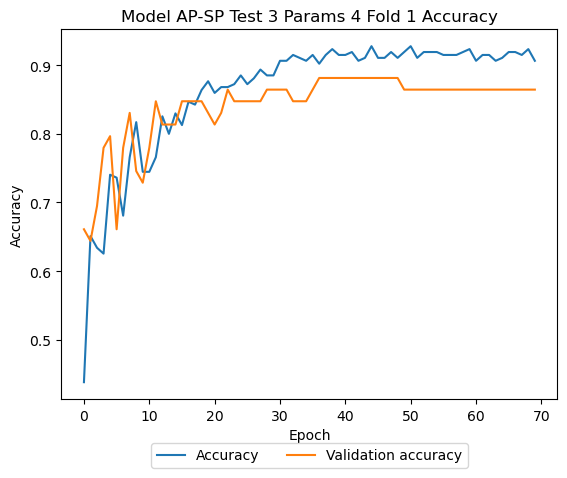 Model AP-SP Test 3 Params 4 Fold 1 Accuracy
Accuracy
0.9
0.8
0.7
0.6
0.5
0 10 20 30 40 50 60 70
Epoch
Accuracy Validation accuracy